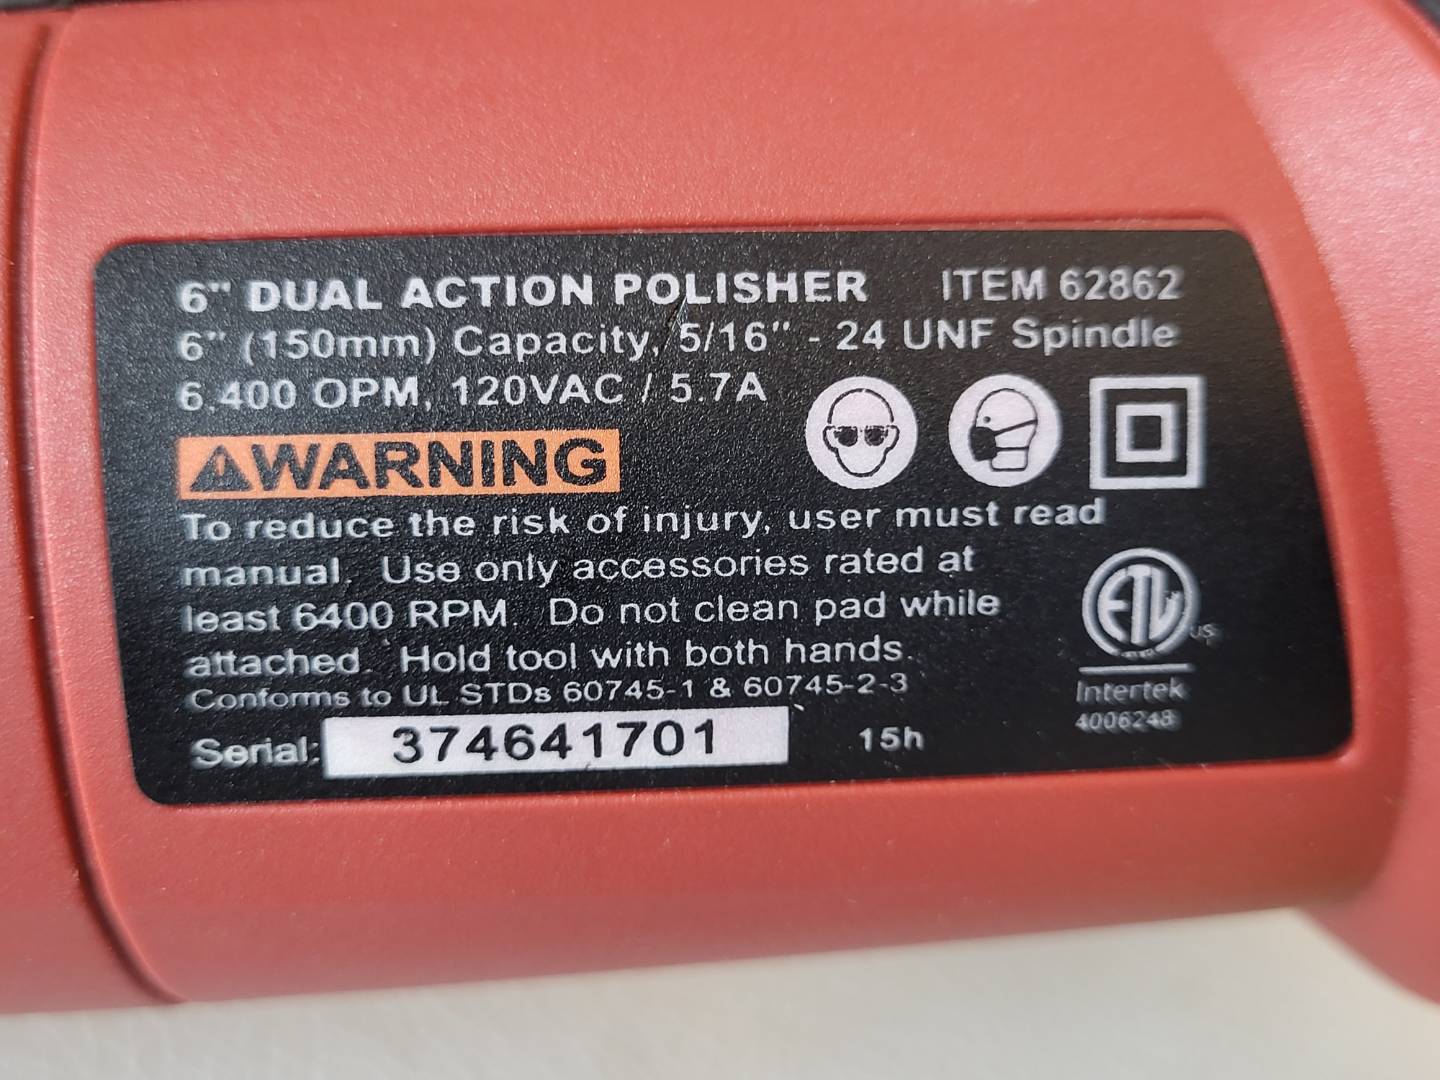 6" DUAL ACTION POLISHER ITEM 62862
6" (150mm) Capacity, 5/16" - 24 UNF Spindle
6,400 OPM, 120VAC / 5.7A
WARNING
To reduce the risk of injury, user must read
manual. Use only accessories rated at
least 6400 RPM. Do not clean pad while
attached. Hold tool with both hands.
Conforms to UL STDs 60745-1 & 60745-2-3
Serial: 374641701 15h
ETL US
Intertek
4006248